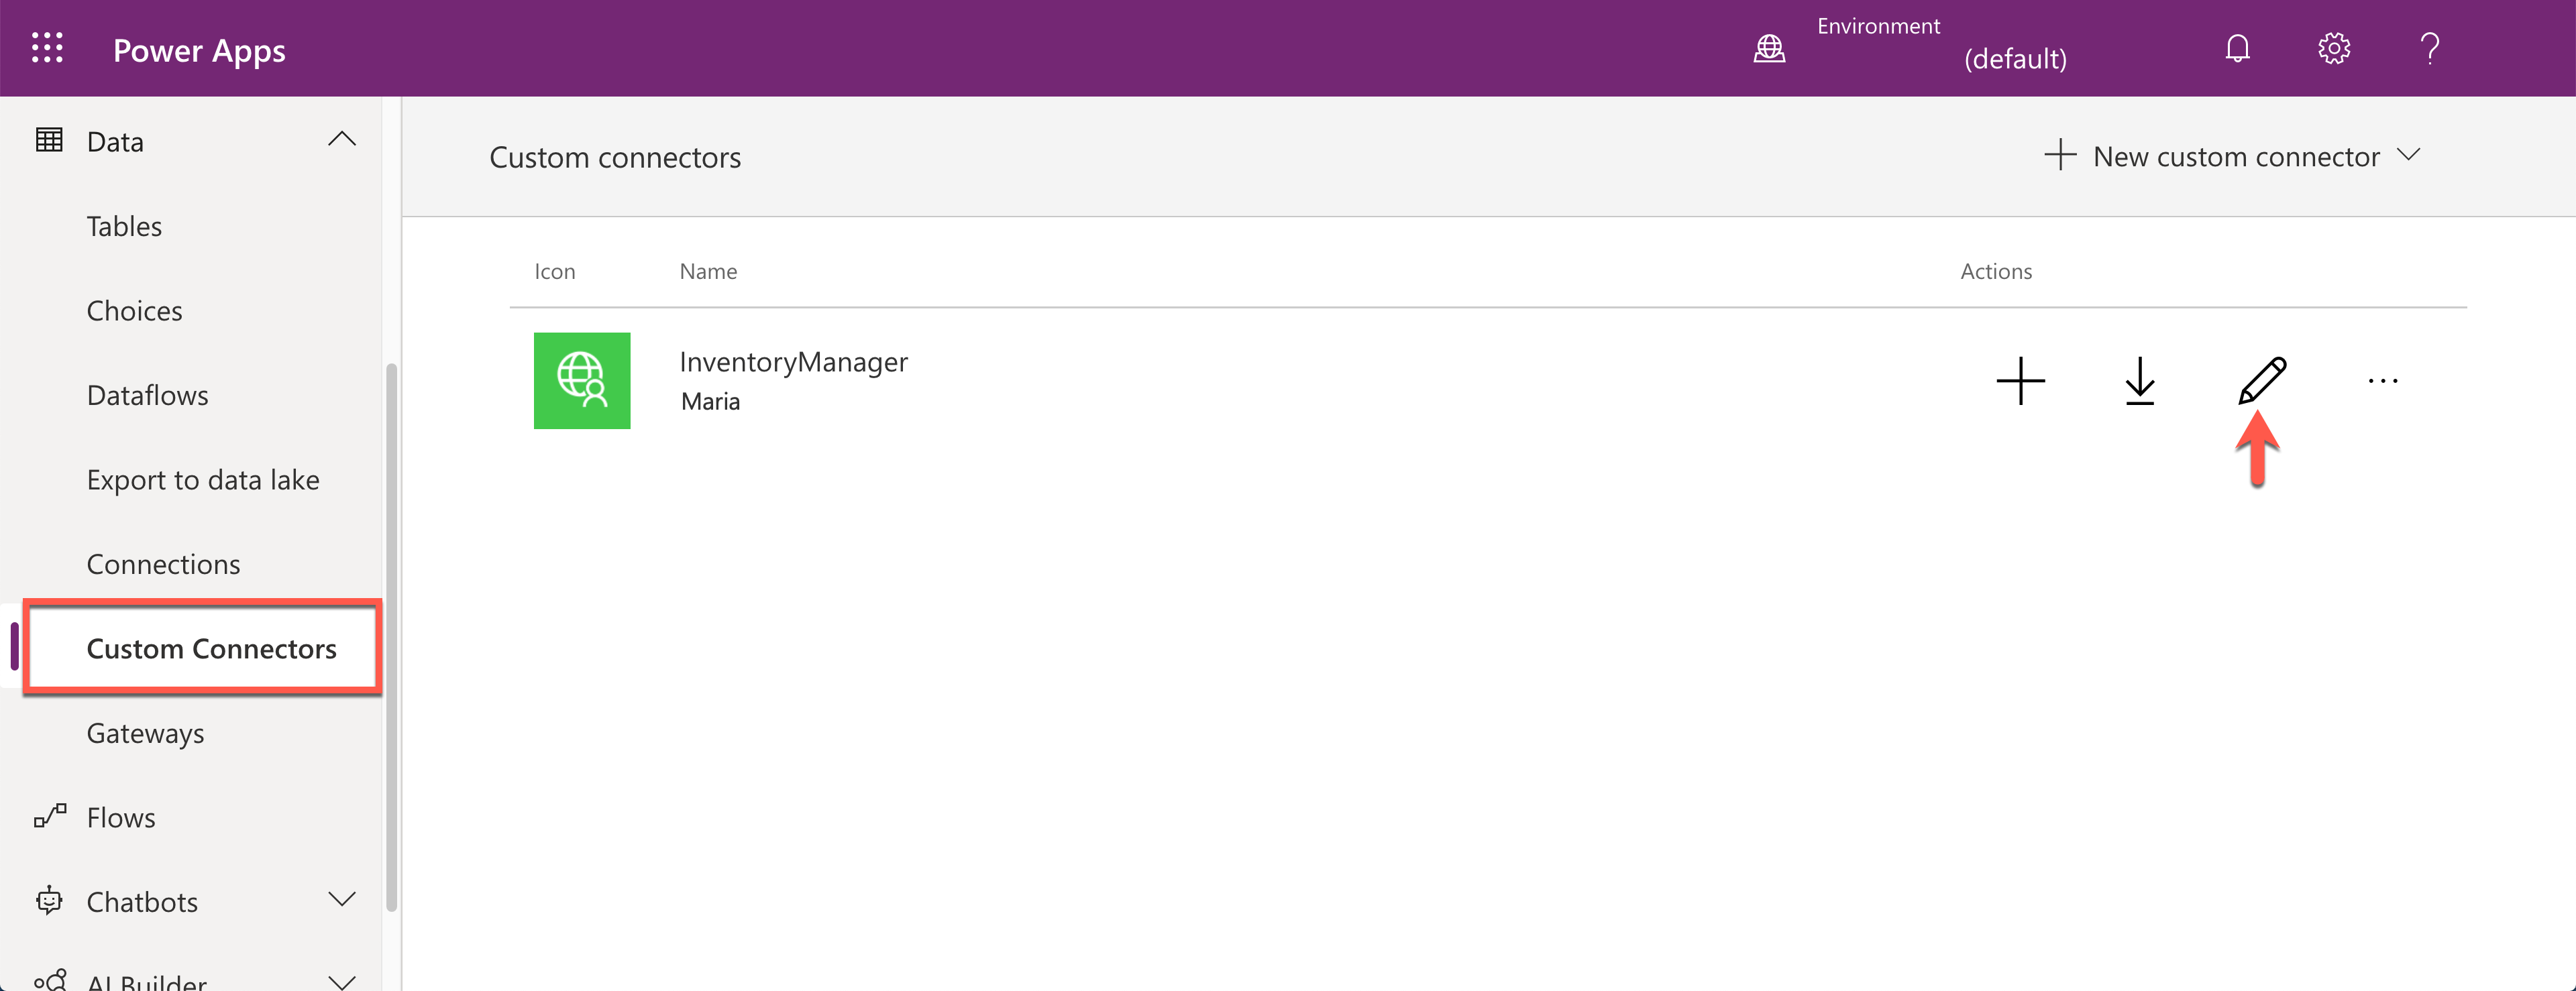 Power Apps
Environment
(default)
Data
Tables
Choices
Dataflows
Export to data lake
Connections
Custom Connectors
Gateways
Flows
Chatbots
AI Builder
Custom connectors
New custom connector
Icon Name Actions
InventoryManager
Maria